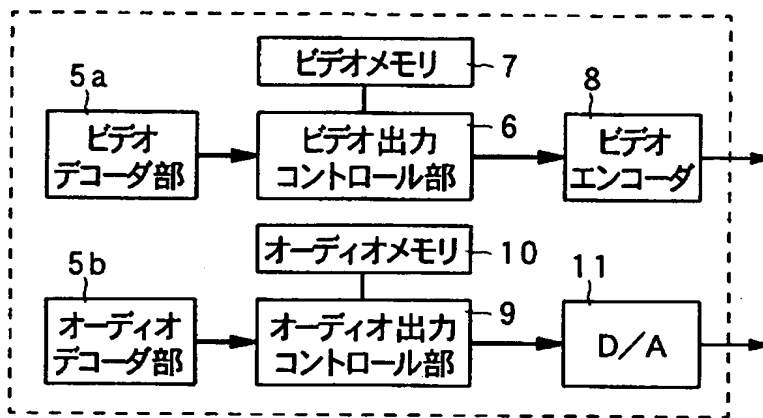 ビデオメモリ
7
5a
ビデオ
デコーダ部
6
ビデオ出力
コントロール部
8
ビデオ
エンコーダ
オーディオメモリ
10
5b
オーディオ
デコーダ部
9
オーディオ出力
コントロール部
11
D/A